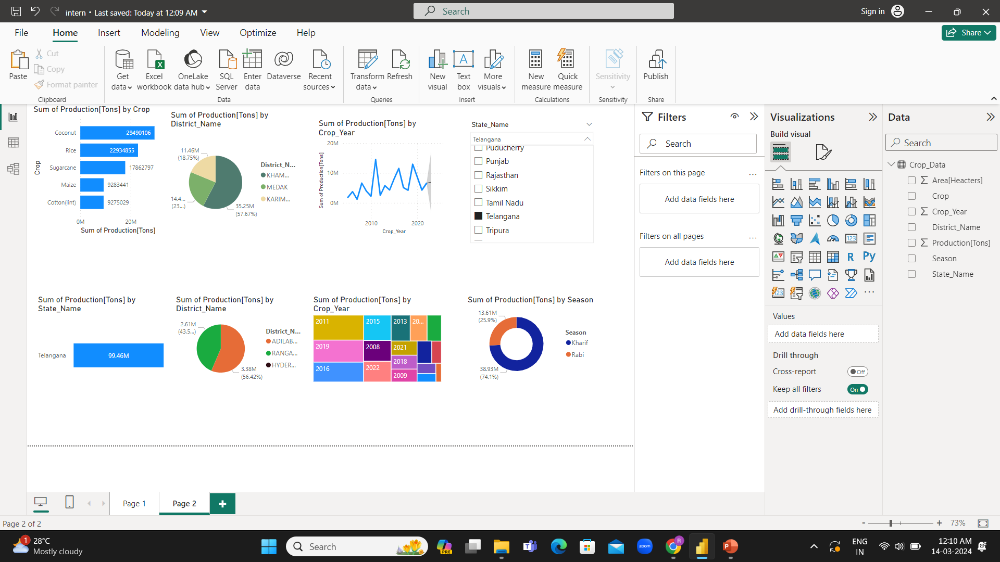 intern • Last saved: Today at 12:09 AM
Search
Sign in
File
Home
Insert
Modeling
View
Optimize
Help
Share
Paste
Cut
Copy
Format painter
Clipboard
Get data
Excel workbook
OneLake data hub
SQL Server
Enter data
Dataverse
Recent sources
Data
Transform data
Refresh
Queries
New visual
Text box
More visuals
Insert
New measure
Quick measure
Calculations
Sensitivity
Sensitivity
Publish
Share
Sum of Production[Tons] by Crop
Crop
Coconut
29490106
Rice
22934855
Sugarcane
17862797
Maize
9283441
Cotton(lint)
9275029
0M
20M
Sum of Production[Tons]
Sum of Production[Tons] by
District_Name
11.46M
(18.75%)
14.4...
(23...)
35.25M
(57.67%)
District_N...
KHAM...
MEDAK
KARIM...
Sum of Production[Tons] by
Crop_Year
Sum of Production[Tons]
20M
10M
0M
2010
2020
Crop_Year
State_Name
Telangana
Puducherry
Punjab
Rajasthan
Sikkim
Tamil Nadu
Telangana
Tripura
Sum of Production[Tons] by
State_Name
Telangana
99.46M
Sum of Production[Tons] by
District_Name
2.61M
(43.5...)
3.38M
(56.42%)
District_N...
ADILAB...
RANGA...
HYDER...
Sum of Production[Tons] by
Crop_Year
2011
2015
2013
20...
2019
2008
2021
2018
2016
2022
2009
Sum of Production[Tons] by Season
13.61M
(25.9%)
38.93M
(74.1%)
Season
Kharif
Rabi
Filters
Search
Filters on this page
...
Add data fields here
Filters on all pages
...
Add data fields here
Visualizations
Build visual
123
R
Py
123
...
Values
Add data fields here
Drill through
Cross-report
Off
Keep all filters
On
Add drill-through fields here
Data
Search
Crop_Data
Area[Heacters]
Crop
Crop_Year
District_Name
Production[Tons]
Season
State_Name
Page 1
Page 2
+
Page 2 of 2
- + 73%
1
28°C
Mostly cloudy
Search
PRE
zoom
R
P
ENG
IN
12:10 AM
14-03-2024